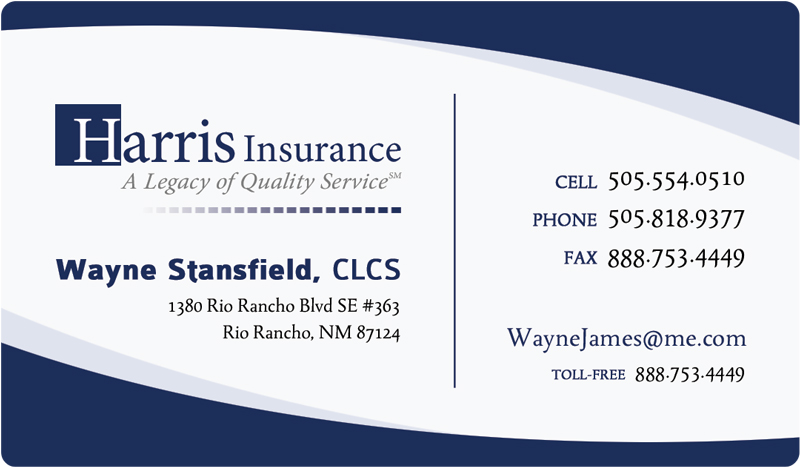 Harris Insurance
A Legacy of Quality Service℠
Wayne Stansfield, CLCS
1380 Rio Rancho Blvd SE #363
Rio Rancho, NM 87124
CELL 505.554.0510
PHONE 505.818.9377
FAX 888.753.4449
WayneJames@me.com
TOLL-FREE 888.753.4449